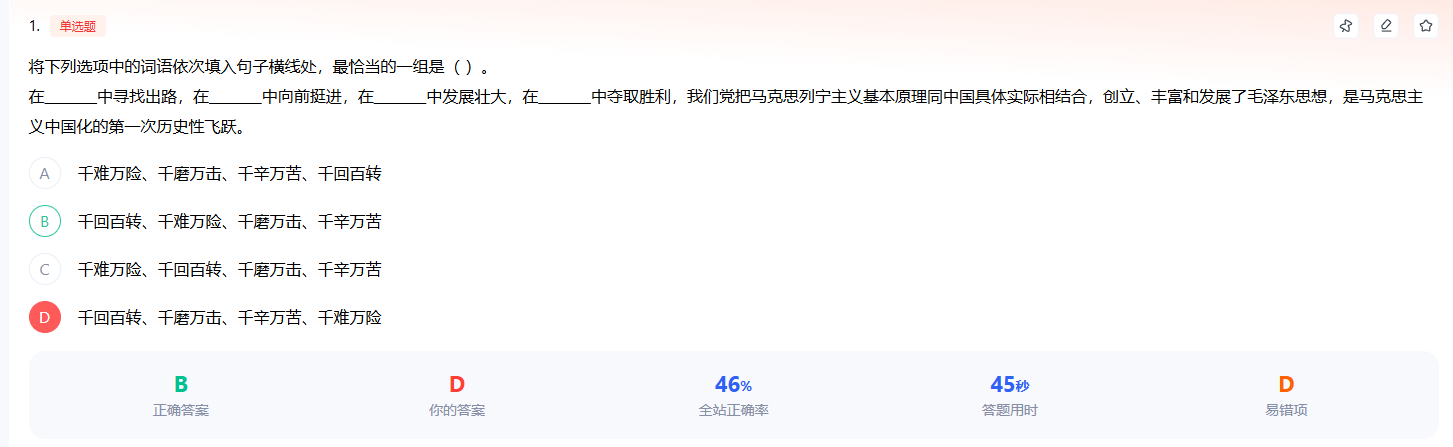 1. 单选题
将下列选项中的词语依次填入句子横线处，最恰当的一组是（ ）。
在______中寻找出路，在______中向前挺进，在______中发展壮大，在______中夺取胜利，我们党把马克思列宁主义基本原理同中国具体实际相结合，创立、丰富和发展了毛泽东思想，是马克思主
义中国化的第一次历史性飞跃。
A 千难万险、千磨万击、千辛万苦、千回百转
B 千回百转、千难万险、千磨万击、千辛万苦
C 千难万险、千回百转、千磨万击、千辛万苦
D 千回百转、千磨万击、千辛万苦、千难万险
B D 46% 45秒 D
正确答案 你的答案 全站正确率 答题用时 易错项